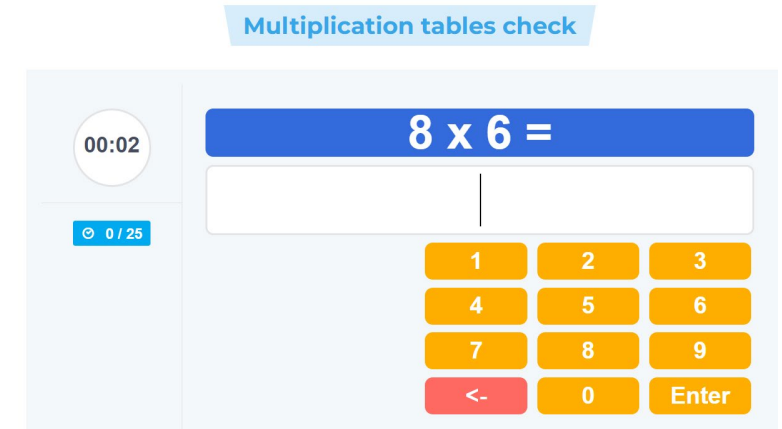 Multiplication tables check
00:02
8 x 6 =
0 / 25
1 2 3
4 5 6
7 8 9
<- 0 Enter